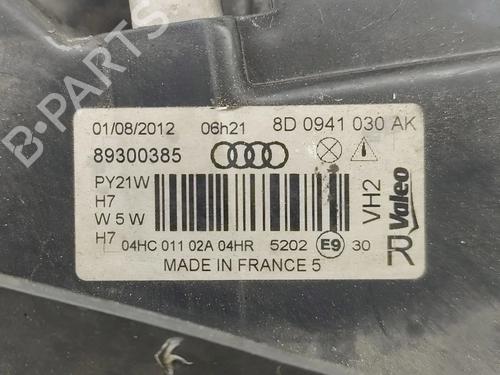 01/08/2012 06h21 8D 0941 030 AK
89300385
PY21W
H7
W 5 W
H7
VH2
Valeo
04HC 011 02A 04HR 5202 E9 30
MADE IN FRANCE 5
B-PARTS